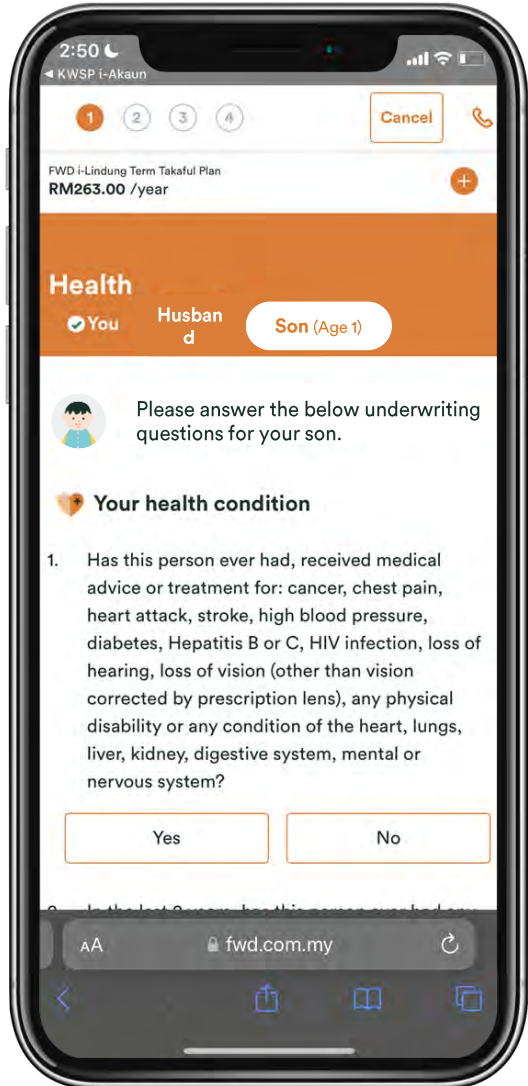 2:50
KWSP i-Akaun
1 2 3 4 Cancel
FWD i-Lindung Term Takaful Plan
RM263.00 /year
Health
You
Husban
d
Son (Age 1)
Please answer the below underwriting
questions for your son.
Your health condition
1. Has this person ever had, received medical
advice or treatment for: cancer, chest pain,
heart attack, stroke, high blood pressure,
diabetes, Hepatitis B or C, HIV infection, loss of
hearing, loss of vision (other than vision
corrected by prescription lens), any physical
disability or any condition of the heart, lungs,
liver, kidney, digestive system, mental or
nervous system?
Yes No
AA fwd.com.my